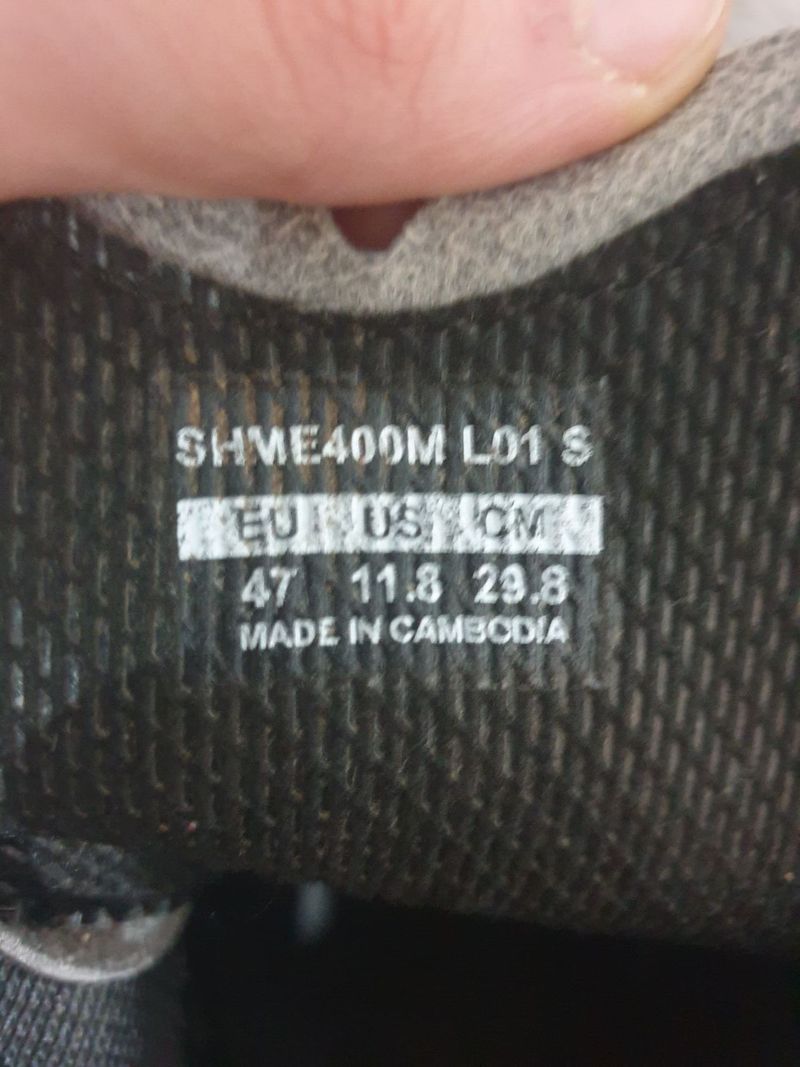 SHME400M L01 S
EU US CM
47 11.8 29.8
MADE IN CAMBODIA